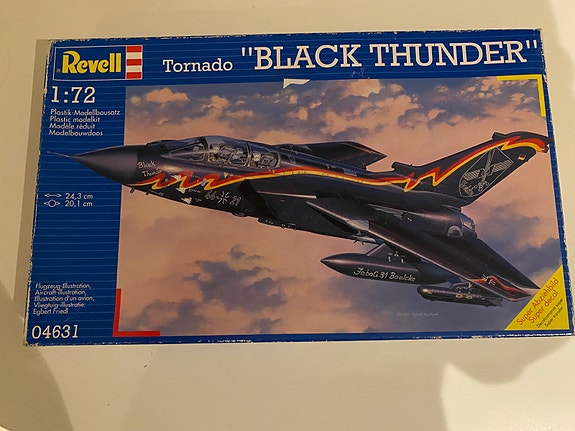 Revell
Tornado "BLACK THUNDER"
1:72
Plastik-Modellbausatz
Plastic modelkit
Modèle réduit
Modelbouwdoos
24,3 cm
20,1 cm
Black
Thunder
JaboG 31 Boelcke
Flugzeug-Illustration,
Aircraft-illustration,
Illustration d'un avion,
Vliegtuig-illustratie:
Egbert Friedl
04631
Super Abziehbild
Super decal